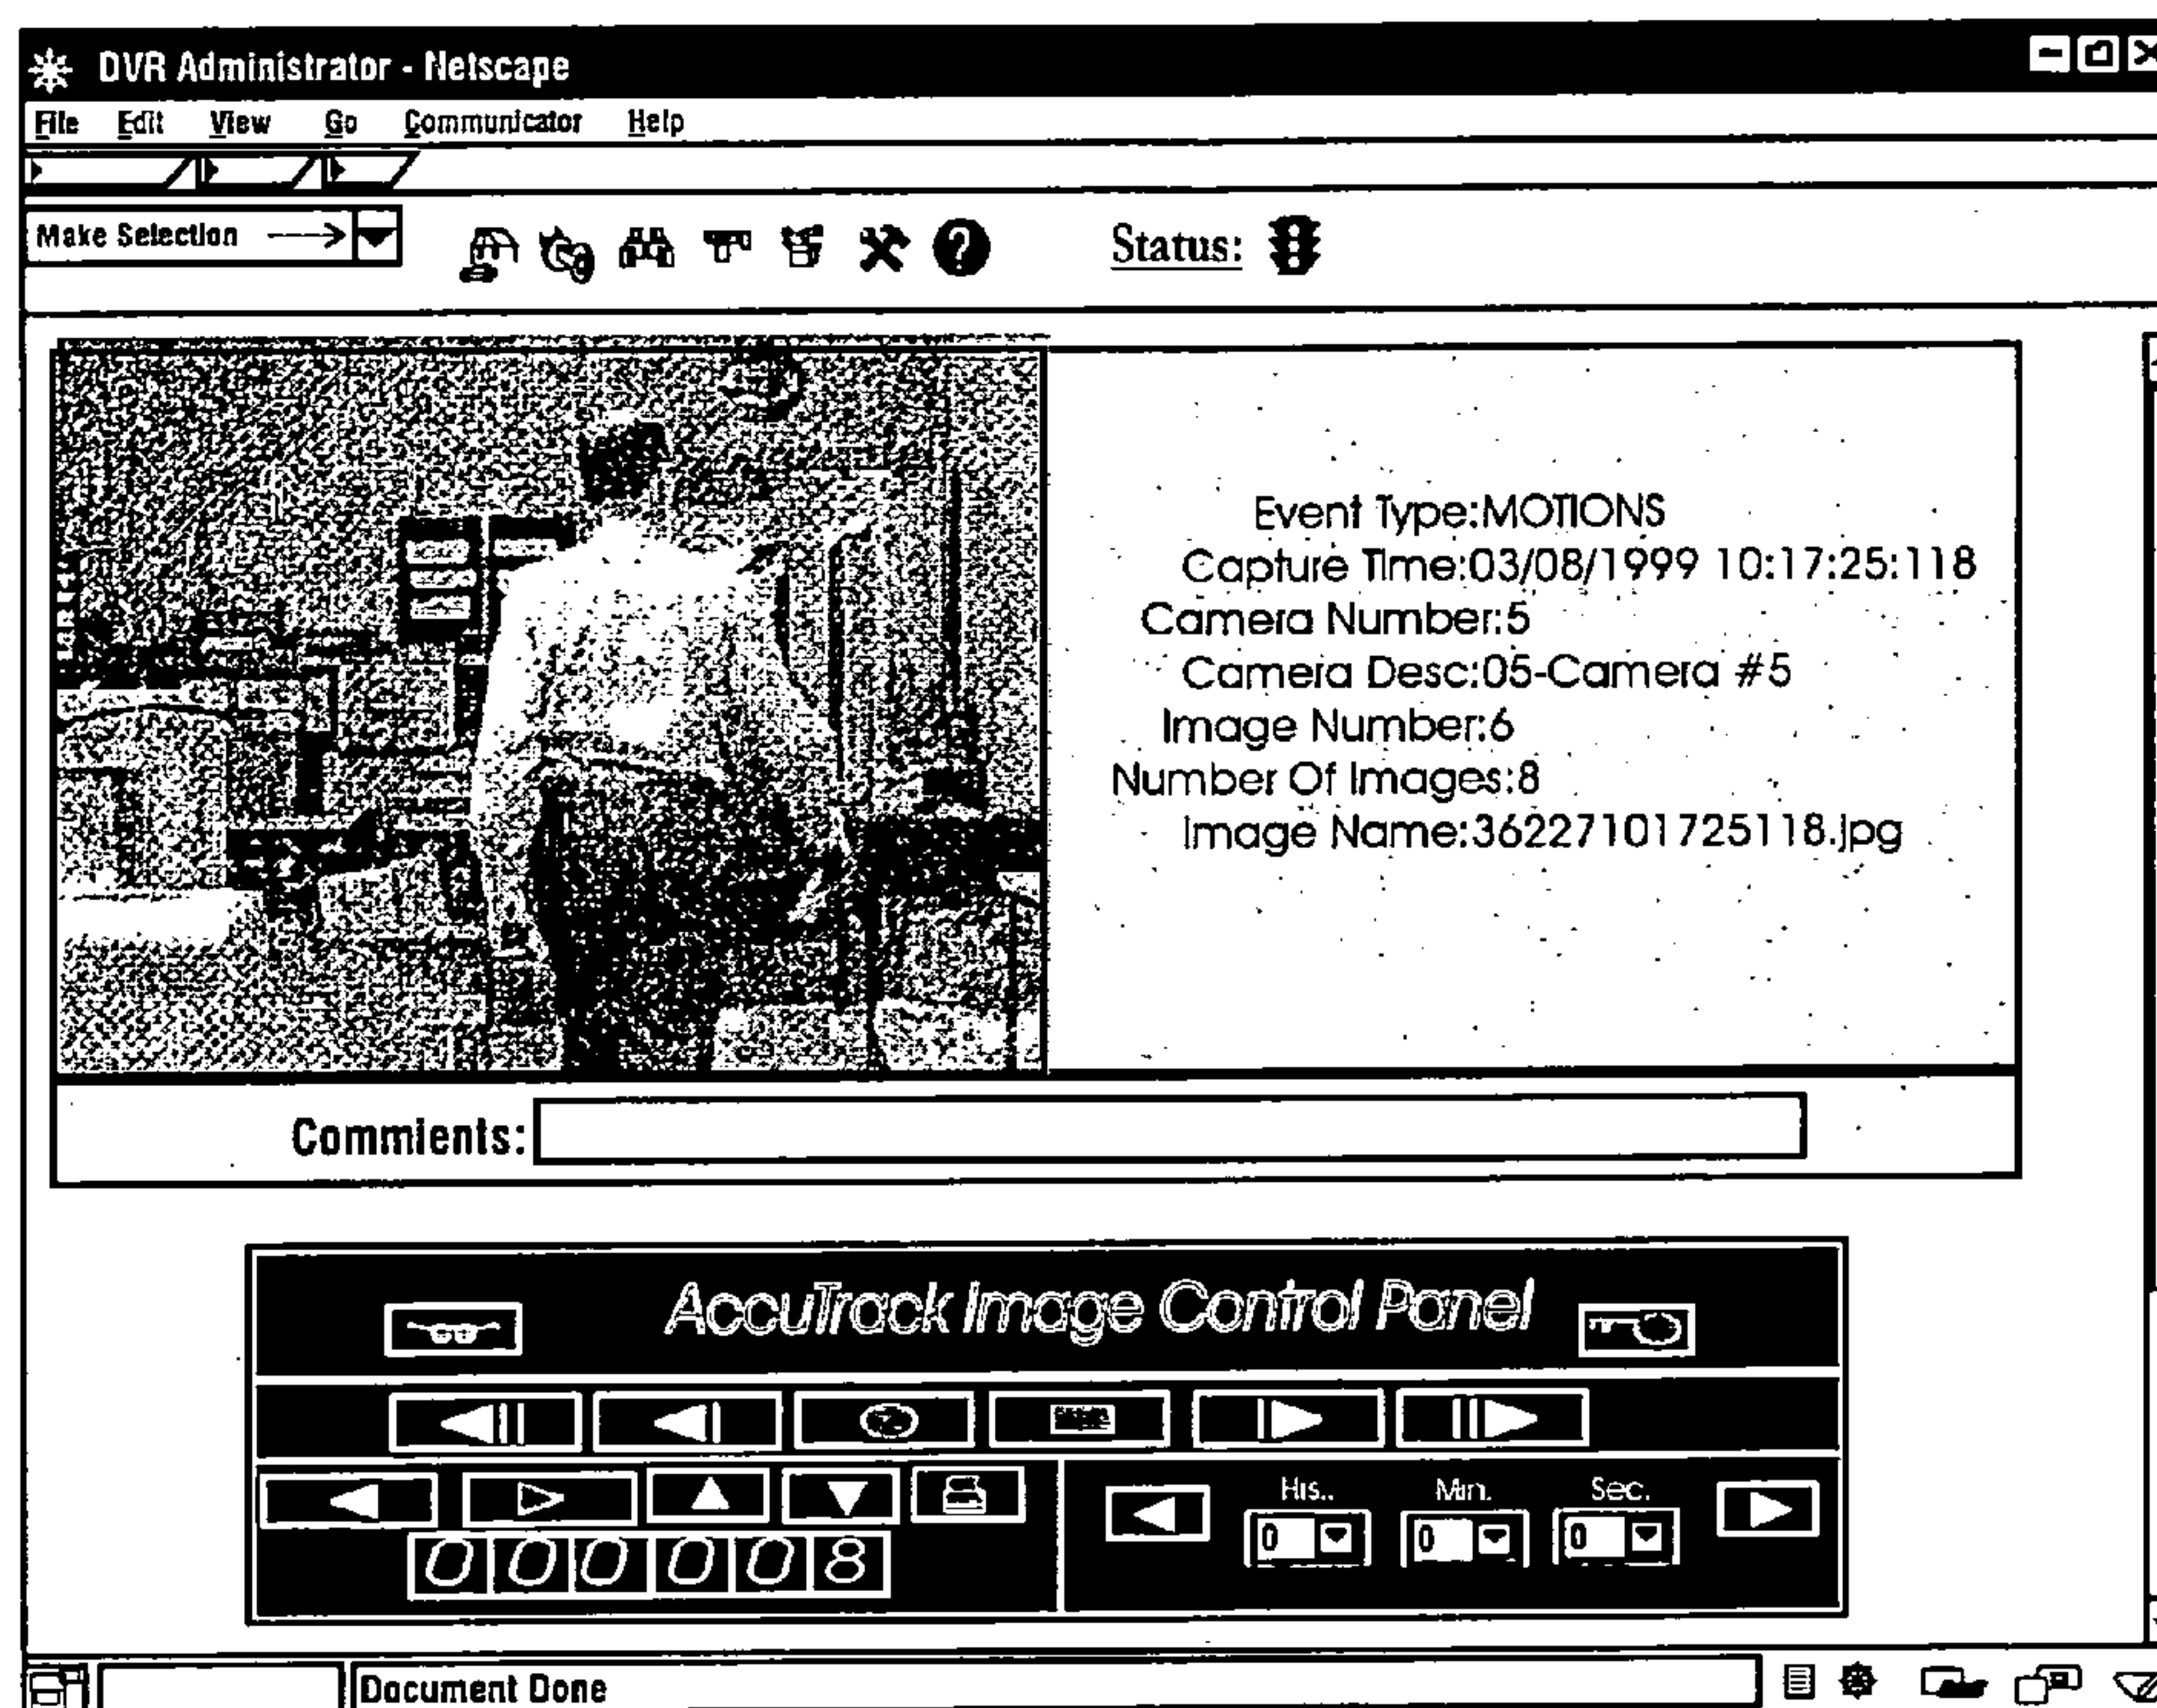 DVR Administrator - Netscape
File Edit View Go Communicator Help
Make Selection
Status:
Event Type:MOTIONS
Capture Time:03/08/1999 10:17:25:118
Camera Number:5
Camera Desc:05-Camera #5
Image Number:6
Number Of Images:8
Image Name:36227101725118.jpg
Commients:
AccuTrack Image Control Panel
His.. Min. Sec.
0 0 0
000008
Document Done